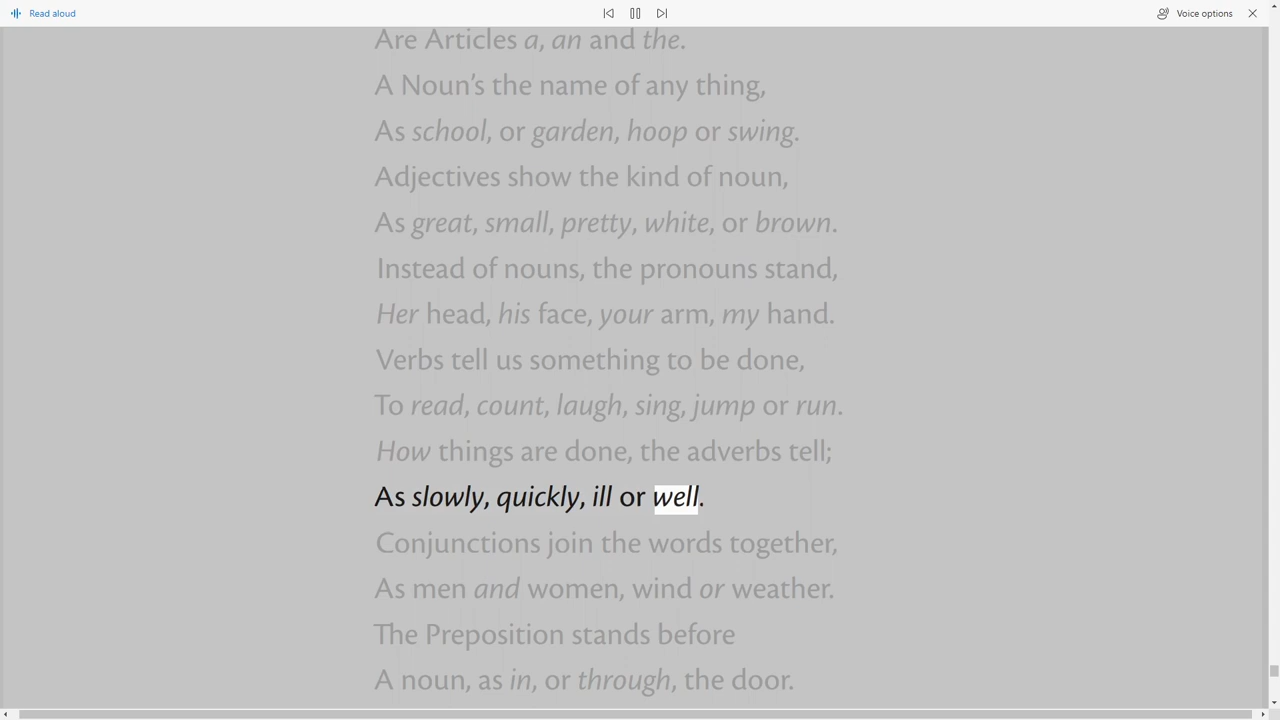 Read aloud
Voice options
Are Articles a, an and the.
A Noun’s the name of any thing,
As school, or garden, hoop or swing.
Adjectives show the kind of noun,
As great, small, pretty, white, or brown.
Instead of nouns, the pronouns stand,
Her head, his face, your arm, my hand.
Verbs tell us something to be done,
To read, count, laugh, sing, jump or run.
How things are done, the adverbs tell;
As slowly, quickly, ill or well.
Conjunctions join the words together,
As men and women, wind or weather.
The Preposition stands before
A noun, as in, or through, the door.